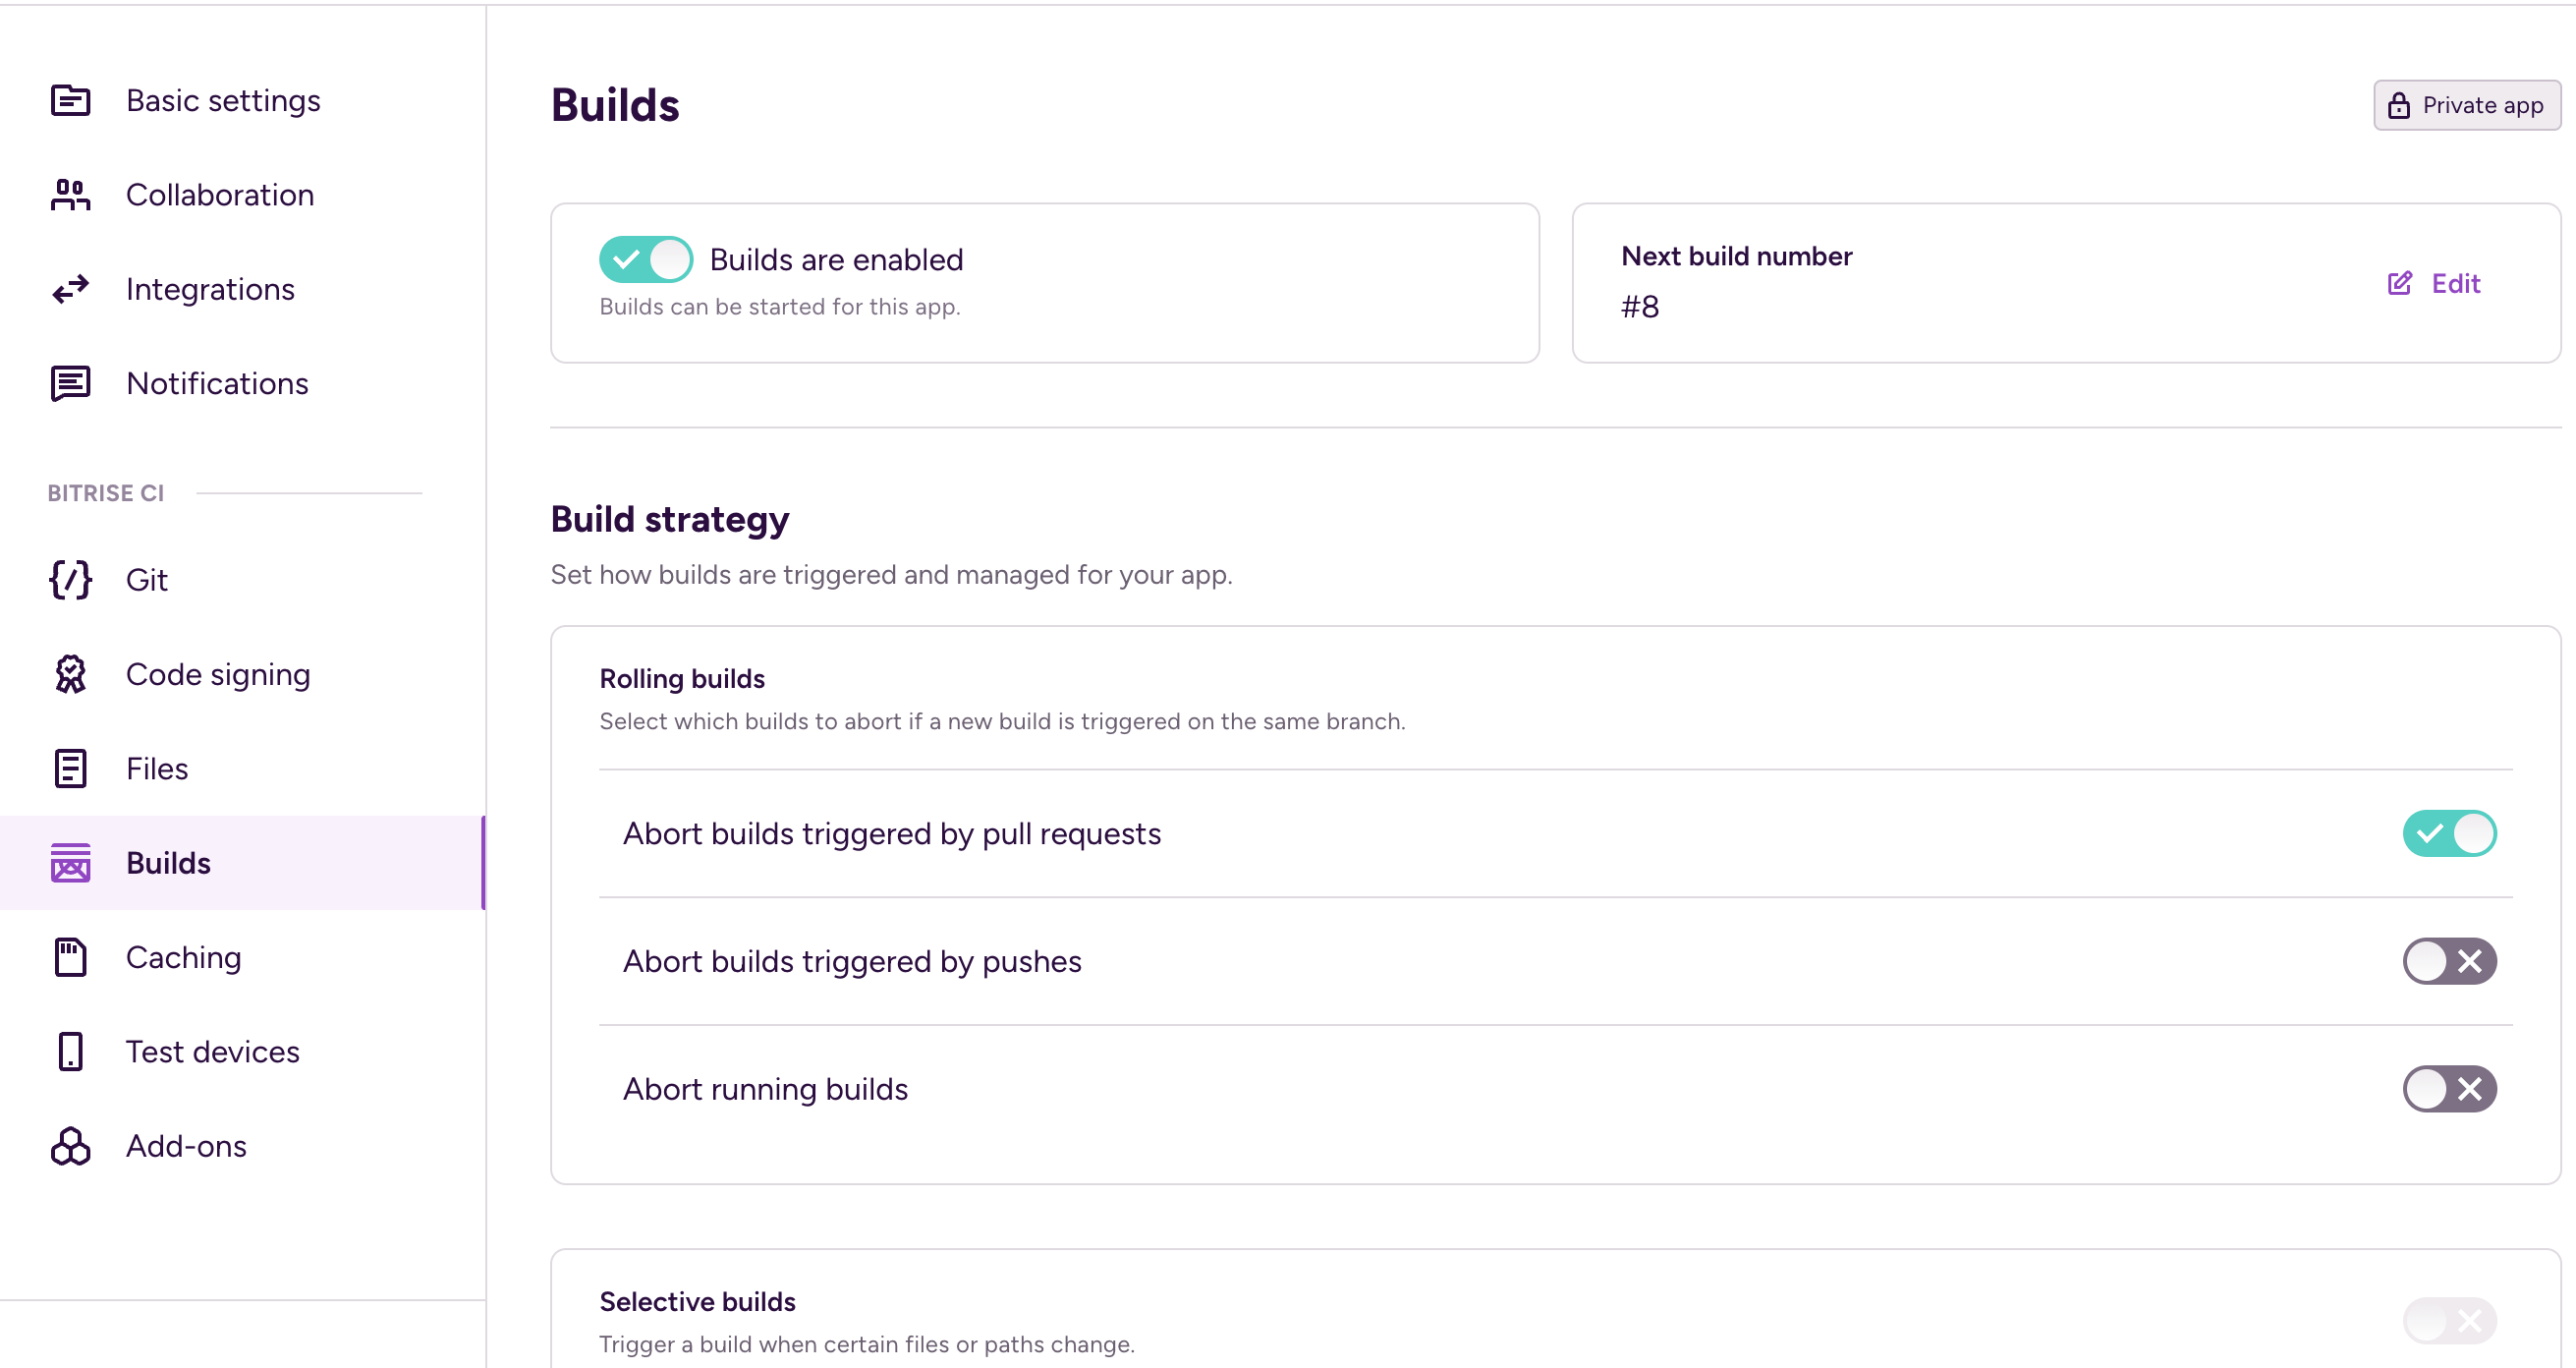 Basic settings
Collaboration
Integrations
Notifications
BITRISE CI
Git
Code signing
Files
Builds
Caching
Test devices
Add-ons
Builds
Private app
Builds are enabled
Builds can be started for this app.
Next build number
#8
Edit
Build strategy
Set how builds are triggered and managed for your app.
Rolling builds
Select which builds to abort if a new build is triggered on the same branch.
Abort builds triggered by pull requests
Abort builds triggered by pushes
Abort running builds
Selective builds
Trigger a build when certain files or paths change.